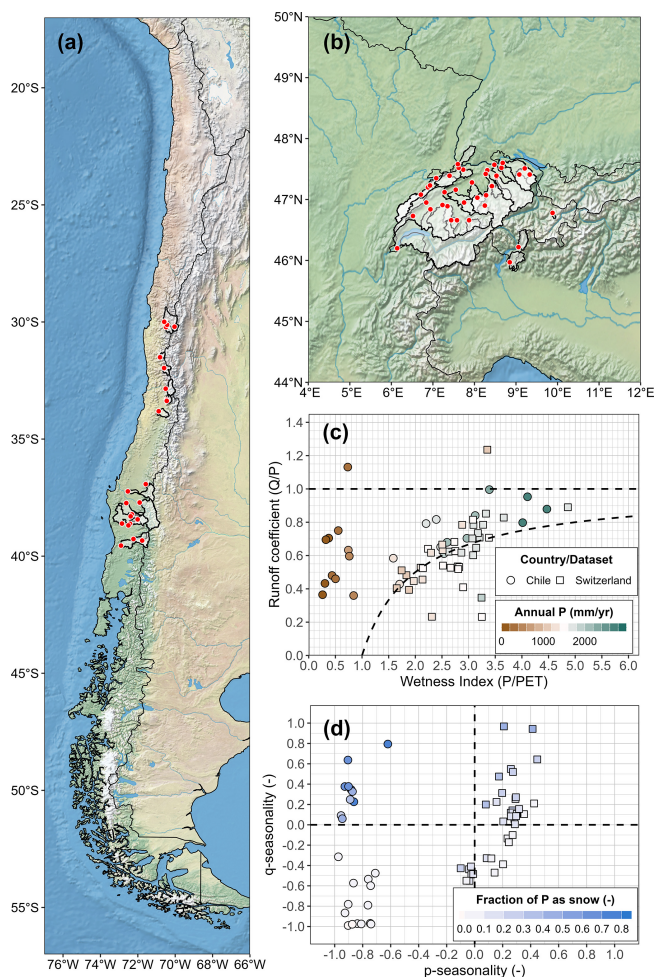 (a)
20°S
25°S
30°S
35°S
40°S
45°S
50°S
55°S
76°W 74°W 72°W 70°W 68°W 66°W
(b)
50°N
49°N
48°N
47°N
46°N
45°N
44°N
4°E 5°E 6°E 7°E 8°E 9°E 10°E 11°E 12°E
(c)
Runoff coefficient (Q/P)
1.4
1.2
1.0
0.8
0.6
0.4
0.2
0.0
0.0 0.5 1.0 1.5 2.0 2.5 3.0 3.5 4.0 4.5 5.0 5.5 6.0
Wetness Index (P/PET)
Country/Dataset
Chile Switzerland
Annual P (mm/yr)
0 1000 2000
(d)
q-seasonality (-)
1.0
0.8
0.6
0.4
0.2
0.0
-0.2
-0.4
-0.6
-0.8
-1.0
-1.0 -0.8 -0.6 -0.4 -0.2 0.0 0.2 0.4 0.6 0.8 1.0
p-seasonality (-)
Fraction of P as snow (-)
0.0 0.1 0.2 0.3 0.4 0.5 0.6 0.7 0.8